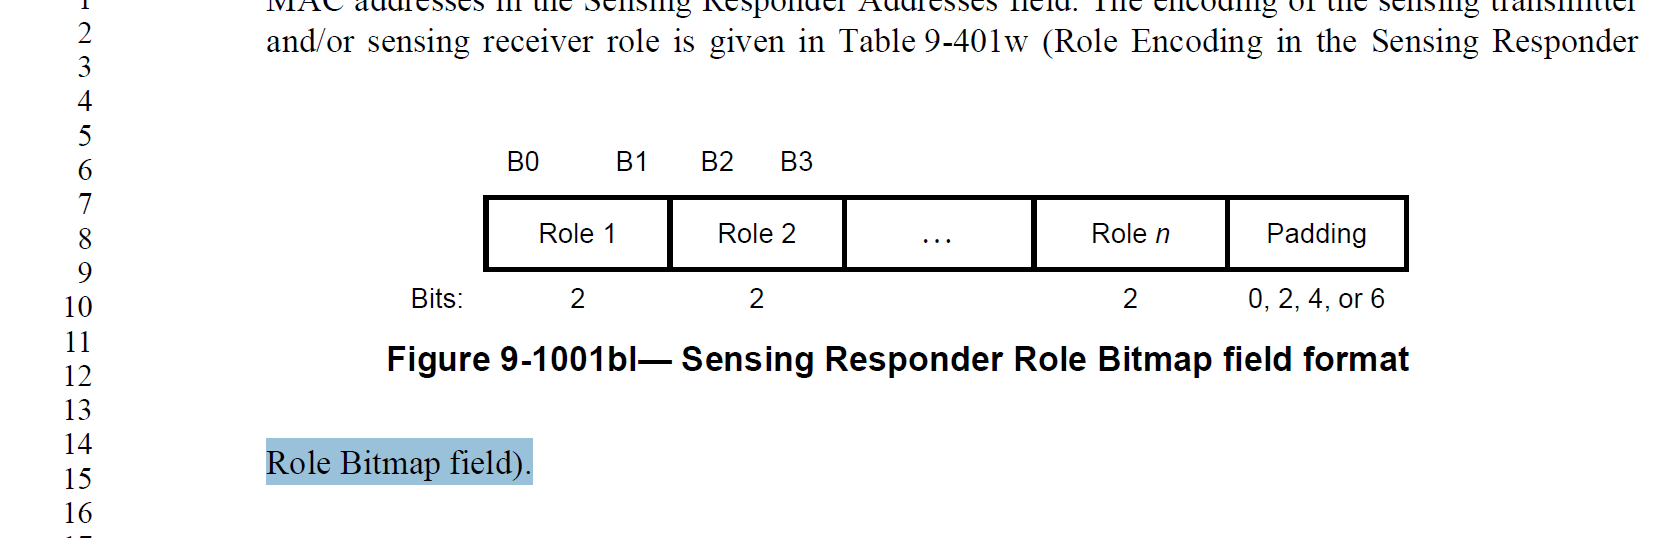 1
MAC addresses in the Sensing Responder Addresses field. The encoding of the sensing transmitter
2
and/or sensing receiver role is given in Table 9-401w (Role Encoding in the Sensing Responder
3
4
5
6
B0 B1 B2 B3
7
8
Role 1 Role 2 ... Role n Padding
9
10
Bits: 2 2 2 0, 2, 4, or 6
11
12
Figure 9-1001bl— Sensing Responder Role Bitmap field format
13
14
15
Role Bitmap field).
16
17